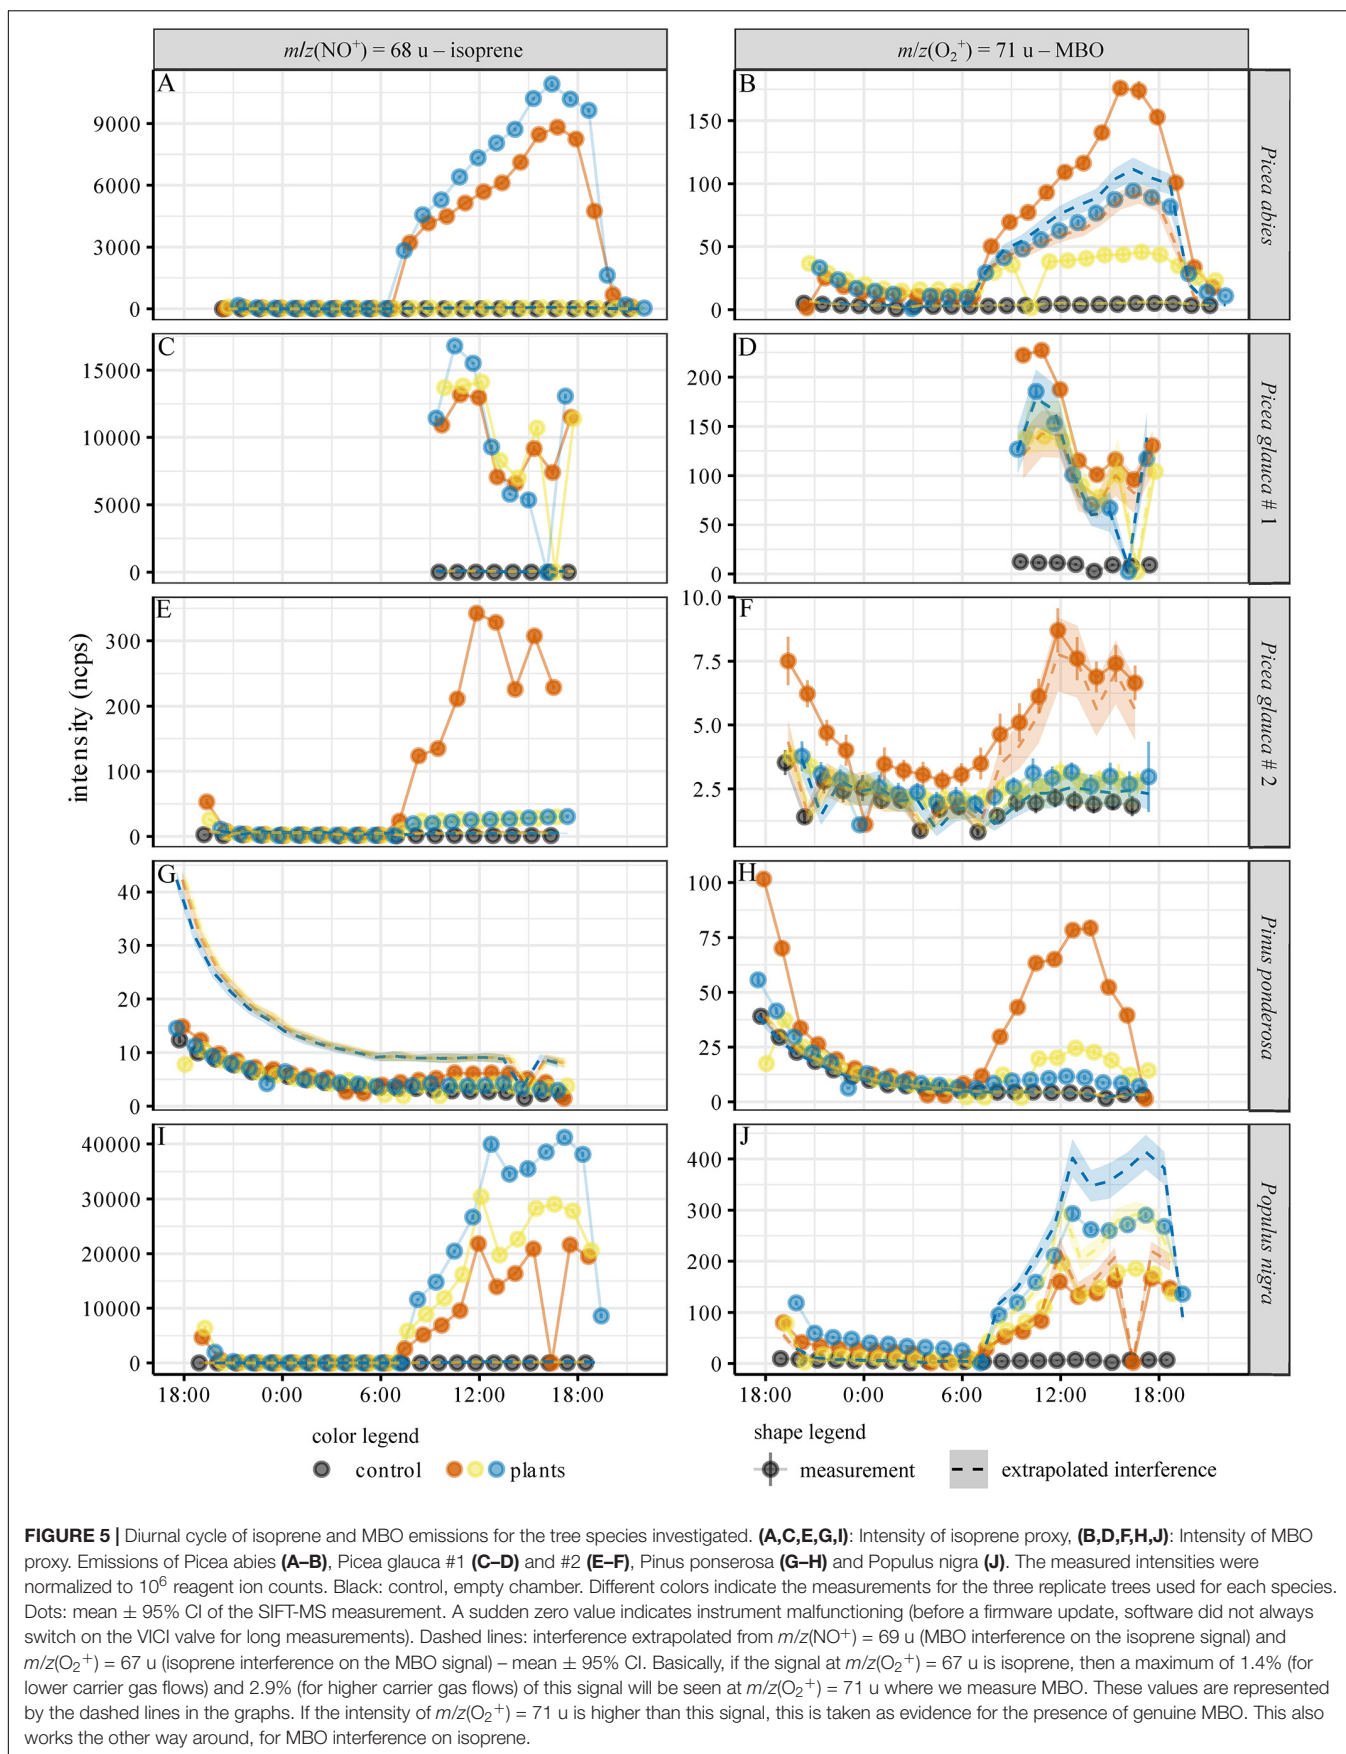 m/z(NO⁺) = 68 u – isoprene
m/z(O₂⁺) = 71 u – MBO
A
9000
6000
3000
0
B
150
100
50
0
Picea abies
C
15000
10000
5000
0
D
200
150
100
50
0
Picea glauca # 1
intensity (ncps)
E
300
200
100
0
F
10.0
7.5
5.0
2.5
Picea glauca # 2
G
40
30
20
10
0
H
100
75
50
25
0
Pinus ponderosa
I
40000
30000
20000
10000
0
J
400
300
200
100
0
Populus nigra
18:00 0:00 6:00 12:00 18:00
18:00 0:00 6:00 12:00 18:00
color legend
control plants
shape legend
measurement extrapolated interference
FIGURE 5 | Diurnal cycle of isoprene and MBO emissions for the tree species investigated. (A,C,E,G,I): Intensity of isoprene proxy, (B,D,F,H,J): Intensity of MBO
proxy. Emissions of Picea abies (A–B), Picea glauca #1 (C–D) and #2 (E–F), Pinus ponserosa (G–H) and Populus nigra (J). The measured intensities were
normalized to 10⁶ reagent ion counts. Black: control, empty chamber. Different colors indicate the measurements for the three replicate trees used for each species.
Dots: mean ± 95% CI of the SIFT-MS measurement. A sudden zero value indicates instrument malfunctioning (before a firmware update, software did not always
switch on the VICI valve for long measurements). Dashed lines: interference extrapolated from m/z(NO⁺) = 69 u (MBO interference on the isoprene signal) and
m/z(O₂⁺) = 67 u (isoprene interference on the MBO signal) – mean ± 95% CI. Basically, if the signal at m/z(O₂⁺) = 67 u is isoprene, then a maximum of 1.4% (for
lower carrier gas flows) and 2.9% (for higher carrier gas flows) of this signal will be seen at m/z(O₂⁺) = 71 u where we measure MBO. These values are represented
by the dashed lines in the graphs. If the intensity of m/z(O₂⁺) = 71 u is higher than this signal, this is taken as evidence for the presence of genuine MBO. This also
works the other way around, for MBO interference on isoprene.